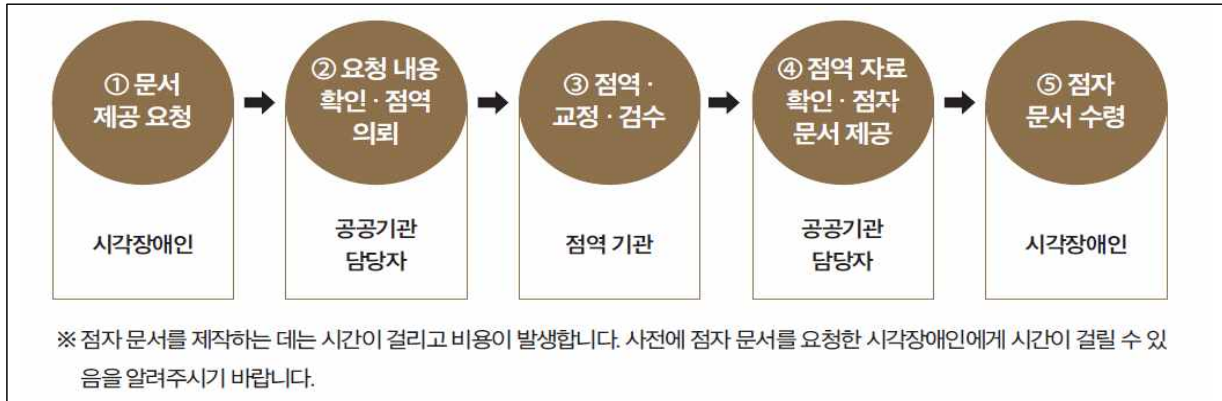 ① 문서
제공 요청
② 요청 내용
확인 · 점역
의뢰
③ 점역 ·
교정 · 검수
④ 점역 자료
확인 · 점자
문서 제공
⑤ 점자
문서 수령
시각장애인
공공기관
담당자
점역 기관
공공기관
담당자
시각장애인
※ 점자 문서를 제작하는 데는 시간이 걸리고 비용이 발생합니다. 사전에 점자 문서를 요청한 시각장애인에게 시간이 걸릴 수 있
음을 알려주시기 바랍니다.